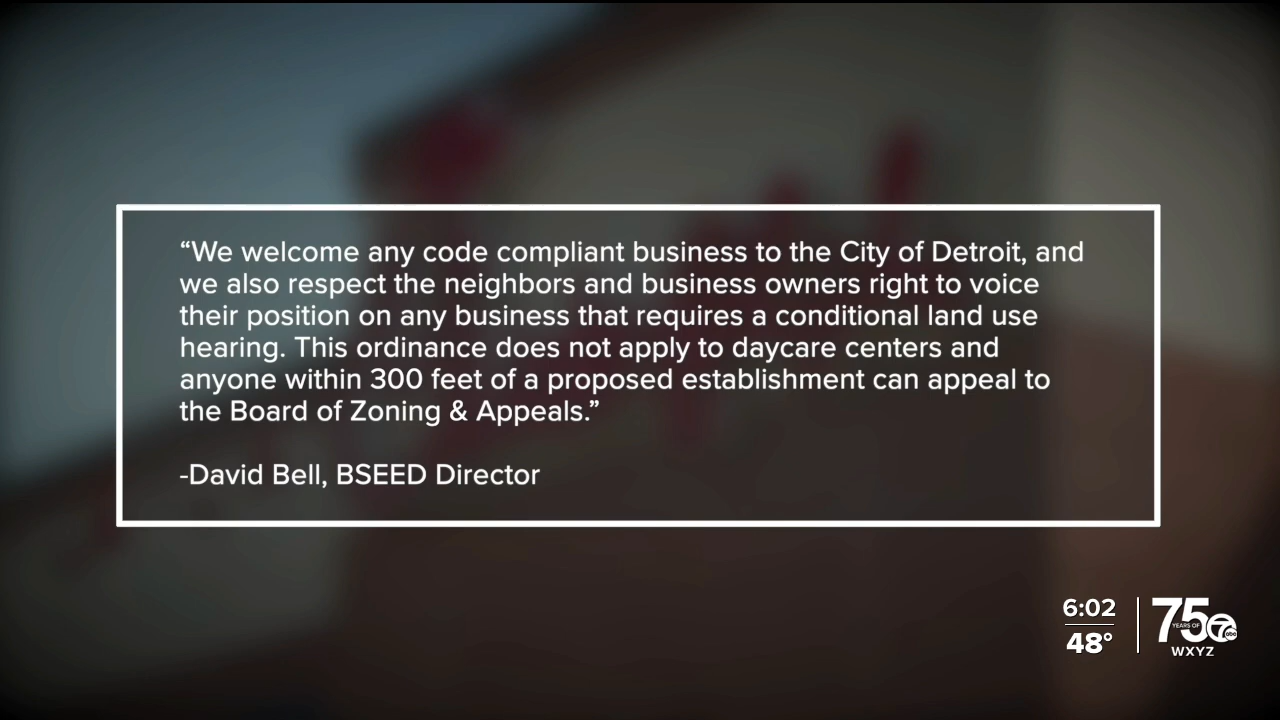 “We welcome any code compliant business to the City of Detroit, and
we also respect the neighbors and business owners right to voice
their position on any business that requires a conditional land use
hearing. This ordinance does not apply to daycare centers and
anyone within 300 feet of a proposed establishment can appeal to
the Board of Zoning & Appeals.”
-David Bell, BSEED Director
6:02
48°
75
YEARS OF
7
abc
WXYZ